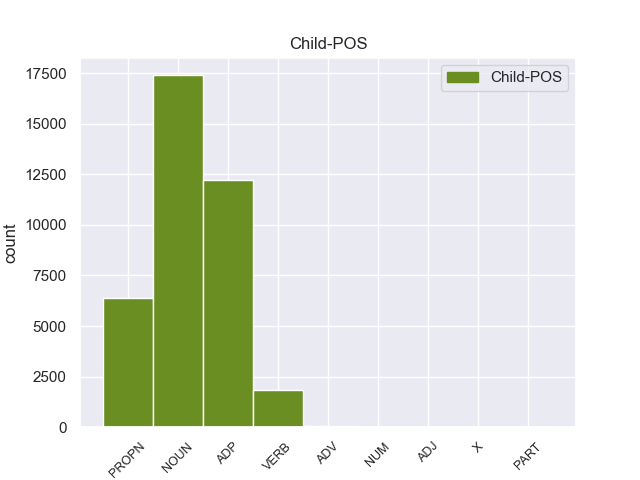 Child-POS
Child-POS
17500
15000
12500
10000
7500
5000
2500
0
count
PROPN
NOUN
ADP
VERB
ADV
NUM
ADJ
X
PART